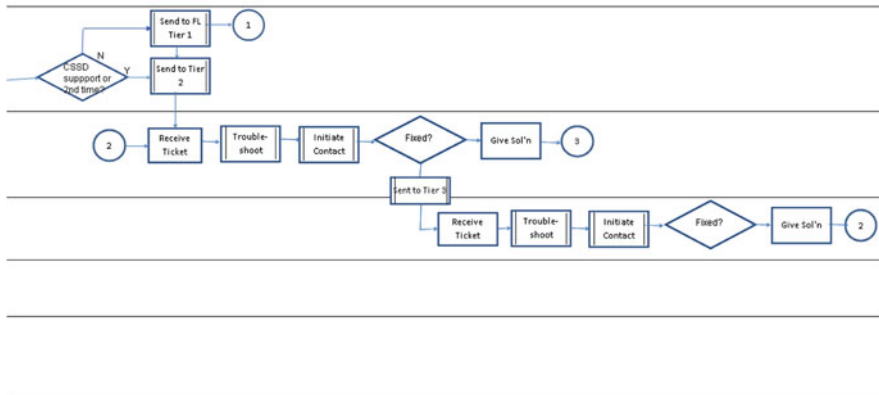 Send to FL
Tier 1
1
N
CSSD
suppport or
2nd time?
Y
Send to Tier
2
2
Receive
Ticket
Trouble-
shoot
Initiate
Contact
Fixed?
Give Sol'n
3
Sent to Tier 3
Receive
Ticket
Trouble-
shoot
Initiate
Contact
Fixed?
Give Sol'n
2